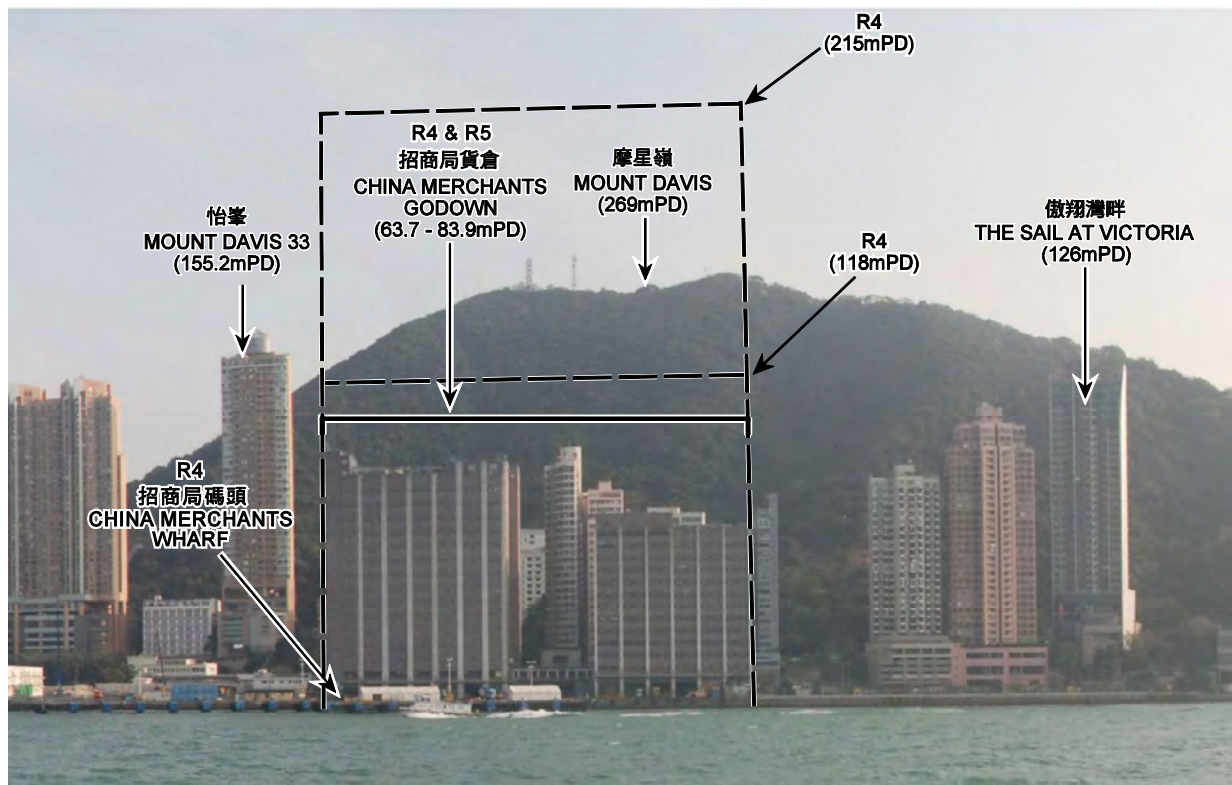 R4
(215mPD)
R4 & R5
招商局貨倉
CHINA MERCHANTS
GODOWN
(63.7 - 83.9mPD)
摩星嶺
MOUNT DAVIS
(269mPD)
怡峯
MOUNT DAVIS 33
(155.2mPD)
R4
(118mPD)
傲翔灣畔
THE SAIL AT VICTORIA
(126mPD)
R4
招商局碼頭
CHINA MERCHANTS
WHARF